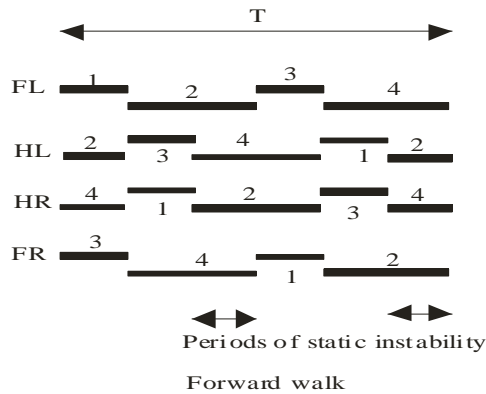 T
1 3
FL 2 4
2 4 2
HL 3 1
4 2 4
HR 1 3
3
FR 4 1 2
Periods of static instability
Forward walk